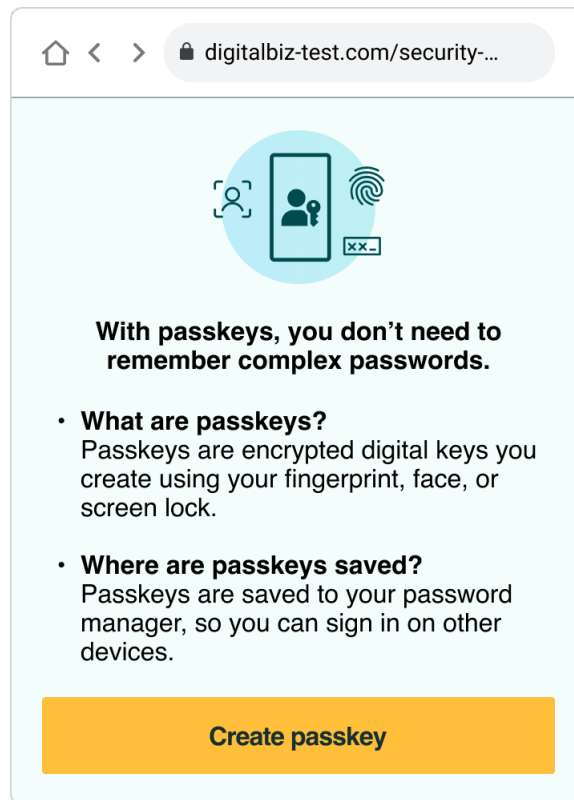 digitalbiz-test.com/security-...
xx_
With passkeys, you don’t need to
remember complex passwords.
• What are passkeys?
Passkeys are encrypted digital keys you
create using your fingerprint, face, or
screen lock.
• Where are passkeys saved?
Passkeys are saved to your password
manager, so you can sign in on other
devices.
Create passkey